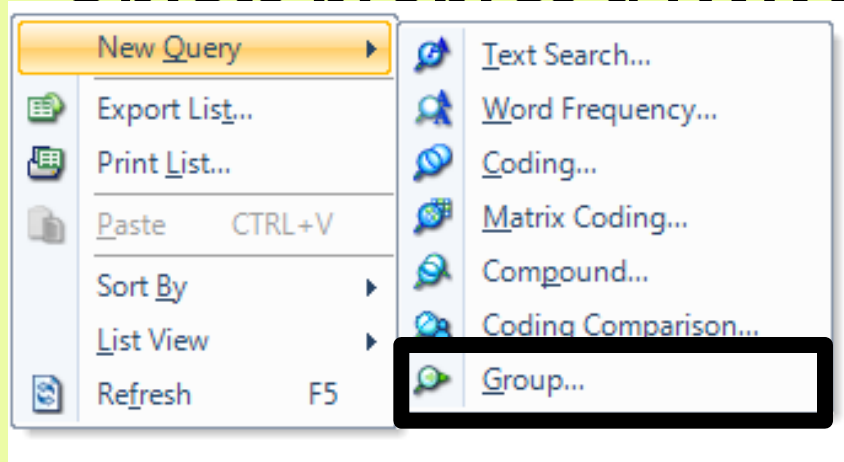 New Query
Export List...
Print List...
Paste CTRL+V
Sort By
List View
Refresh F5
Text Search...
Word Frequency...
Coding...
Matrix Coding...
Compound...
Coding Comparison...
Group...